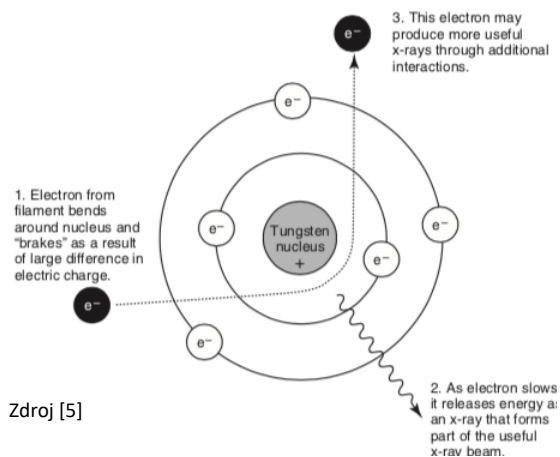 3. This electron may
produce more useful
x-rays through additional
interactions.
e−
e−
1. Electron from
filament bends
around nucleus and
"brakes" as a result
of large difference in
electric charge.
e−
Tungsten
nucleus
+
e−
e−
e−
e−
Zdroj [5]
2. As electron slows
it releases energy as
an x-ray that forms
part of the useful
x-ray beam.